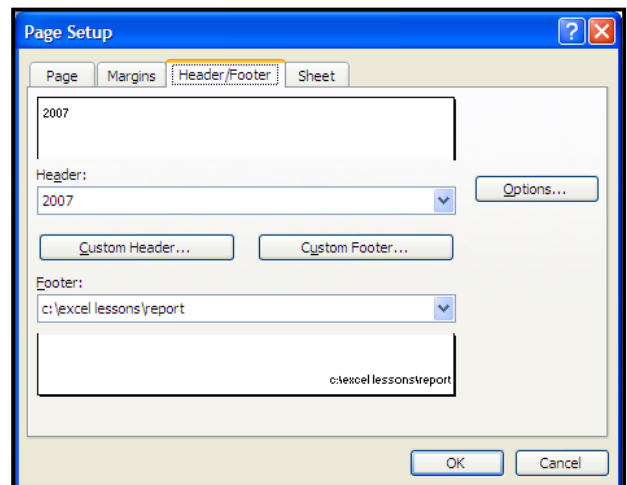 Page Setup
Page Margins Header/Footer Sheet
2007
Header:
2007
Options...
Custom Header... Custom Footer...
Footer:
c:\excel lessons\report
c:\excel lessons\report
OK Cancel